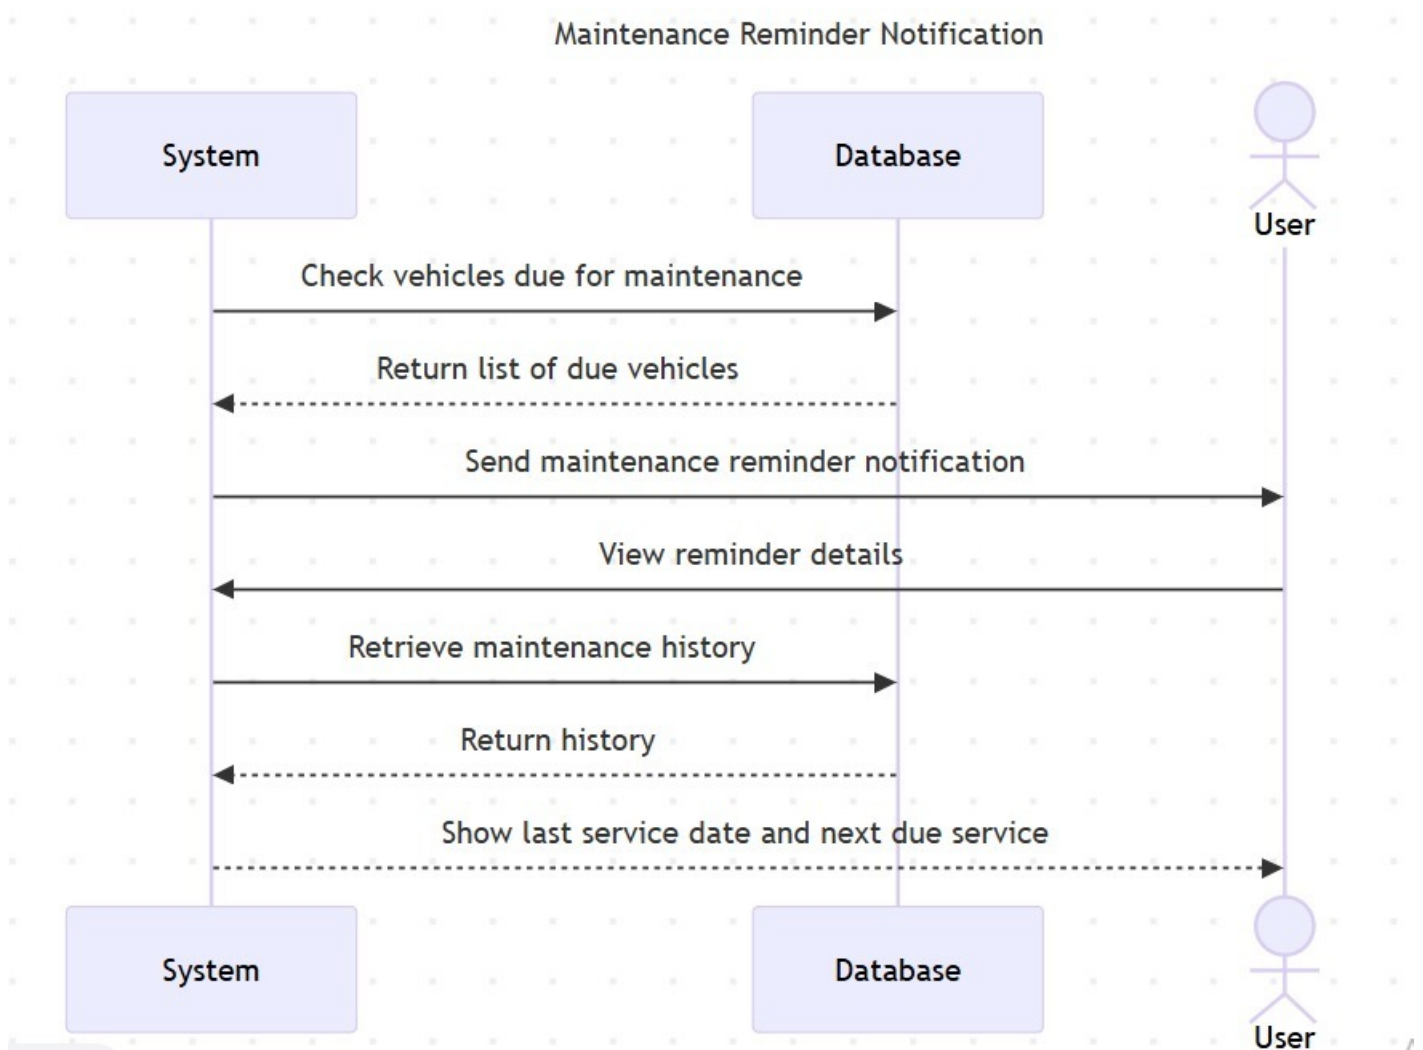 Maintenance Reminder Notification
System
Database
User
Check vehicles due for maintenance
Return list of due vehicles
Send maintenance reminder notification
View reminder details
Retrieve maintenance history
Return history
Show last service date and next due service
System
Database
User